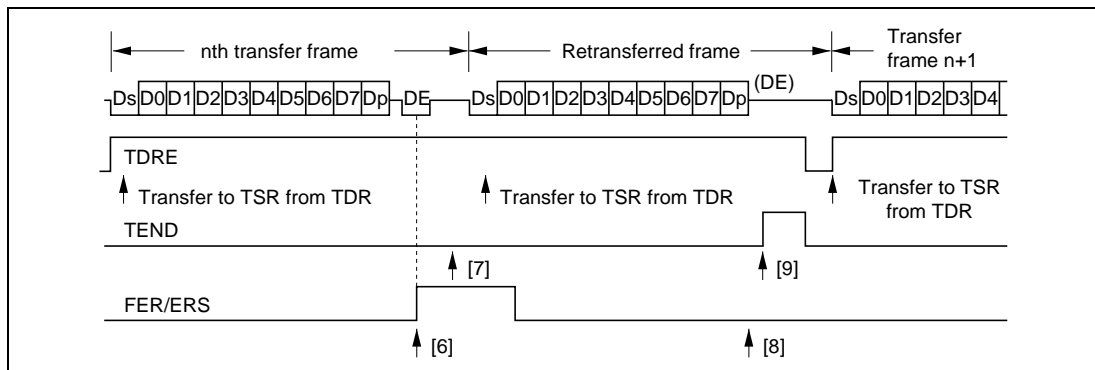 nth transfer frame
Retransferred frame
Transfer
frame n+1
Ds D0 D1 D2 D3 D4 D5 D6 D7 Dp DE
Ds D0 D1 D2 D3 D4 D5 D6 D7 Dp (DE)
Ds D0 D1 D2 D3 D4
TDRE
Transfer to TSR from TDR
Transfer to TSR from TDR
Transfer to TSR
from TDR
TEND
[7]
[9]
FER/ERS
[6]
[8]